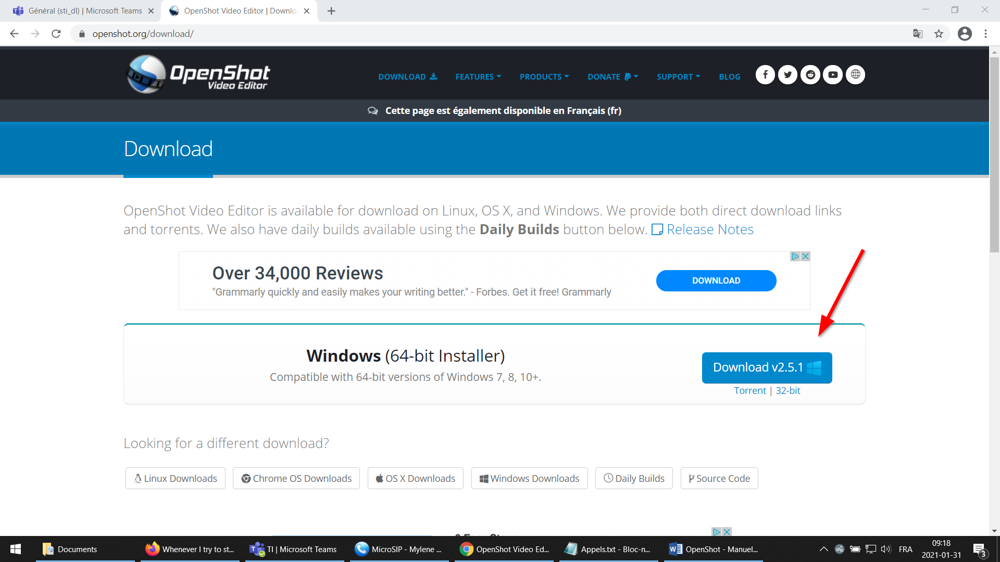 Général (sti_dl) | Microsoft Teams
OpenShot Video Editor | Downlo
openshot.org/download/
OpenShot
Video Editor
DOWNLOAD
FEATURES
PRODUCTS
DONATE
SUPPORT
BLOG
Cette page est également disponible en Français (fr)
Download
OpenShot Video Editor is available for download on Linux, OS X, and Windows. We provide both direct download links
and torrents. We also have daily builds available using the Daily Builds button below. Release Notes
Over 34,000 Reviews
"Grammarly quickly and easily makes your writing better." - Forbes. Get it free! Grammarly
DOWNLOAD
Windows (64-bit Installer)
Compatible with 64-bit versions of Windows 7, 8, 10+.
Download v2.5.1
Torrent | 32-bit
Looking for a different download?
Linux Downloads
Chrome OS Downloads
OS X Downloads
Windows Downloads
Daily Builds
Source Code
Documents
Whenever I try to st...
TI | Microsoft Teams
MicroSIP - Mylene ...
OpenShot Video Ed...
Appels.txt - Bloc-n...
OpenShot - Manuel...
FRA
09:18
2021-01-31
3